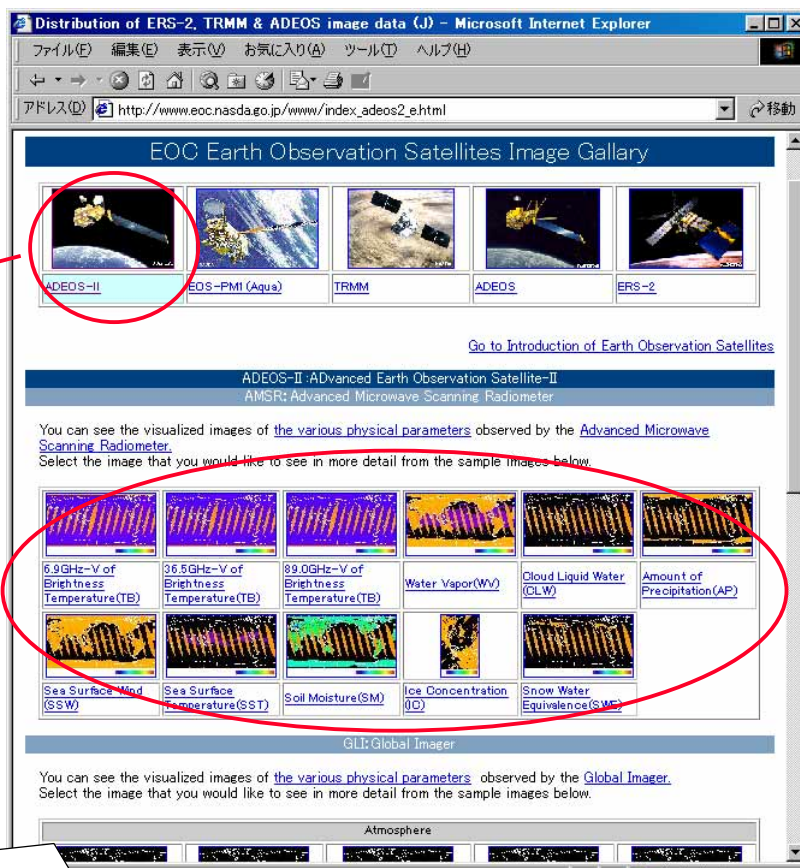 Distribution of ERS-2, TRMM & ADEOS image data (J) - Microsoft Internet Explorer
ファイル(F) 編集(E) 表示(V) お気に入り(A) ツール(T) ヘルプ(H)
アドレス(D) http://www.eoc.nasda.go.jp/www/index_adeos2_e.html 移動
EOC Earth Observation Satellites Image Gallary
ADEOS-II EOS-PM1 (Aqua) TRMM ADEOS ERS-2
Go to Introduction of Earth Observation Satellites
ADEOS-II :ADvanced Earth Observation Satellite-II
AMSR: Advanced Microwave Scanning Radiometer
You can see the visualized images of the various physical parameters observed by the Advanced Microwave
Scanning Radiometer.
Select the image that you would like to see in more detail from the sample images below.
6.9GHz-V of
Brightness
Temperature(TB)
36.5GHz-V of
Brightness
Temperature(TB)
89.0GHz-V of
Brightness
Temperature(TB)
Water Vapor(WV)
Cloud Liquid Water
(CLW)
Amount of
Precipitation(AP)
Sea Surface Wind
(SSW)
Sea Surface
Temperature(SST)
Soil Moisture(SM)
Ice Concentration
(IC)
Snow Water
Equivalence(SWE)
GLI: Global Imager
You can see the visualized images of the various physical parameters observed by the Global Imager.
Select the image that you would like to see in more detail from the sample images below.
Atmosphere